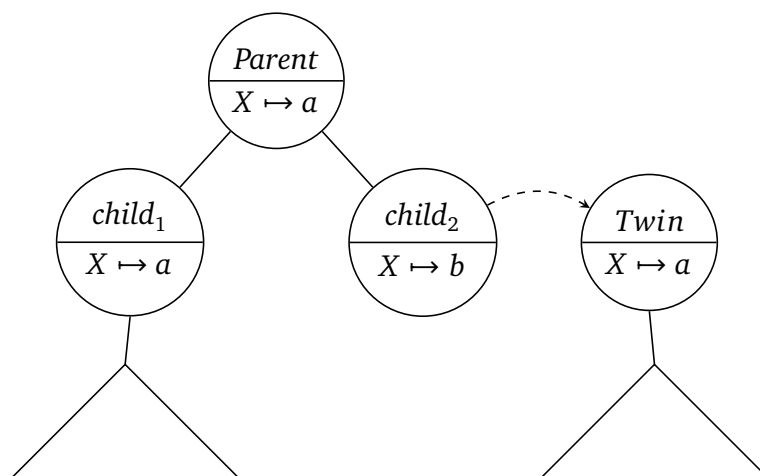 Parent
X ↦ a
child₁
X ↦ a
child₂
X ↦ b
Twin
X ↦ a